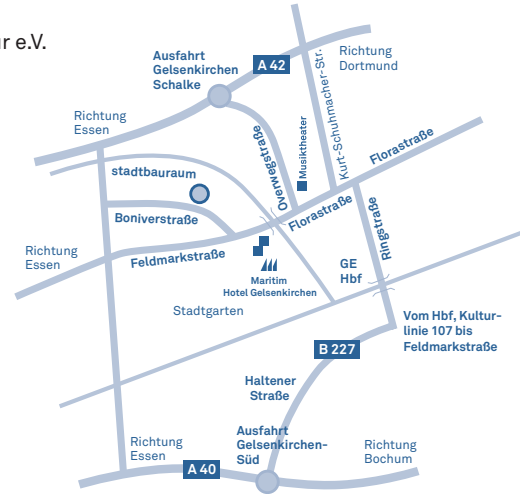 r e.V.
Ausfahrt
Gelsenkirchen
Schalke
A 42
Richtung
Dortmund
Richtung
Essen
Kurt-Schuhmacher-Str.
Musiktheater
Overwegstraße
Florastraße
stadtbauraum
Boniverstraße
Florastraße
Ringstraße
Richtung
Essen
Feldmarkstraße
Maritim
Hotel Gelsenkirchen
GE
Hbf
Stadtgarten
Vom Hbf, Kultur-
linie 107 bis
Feldmarkstraße
B 227
Haltener
Straße
Ausfahrt
Gelsenkirchen-
Süd
Richtung
Essen
Richtung
Bochum
A 40